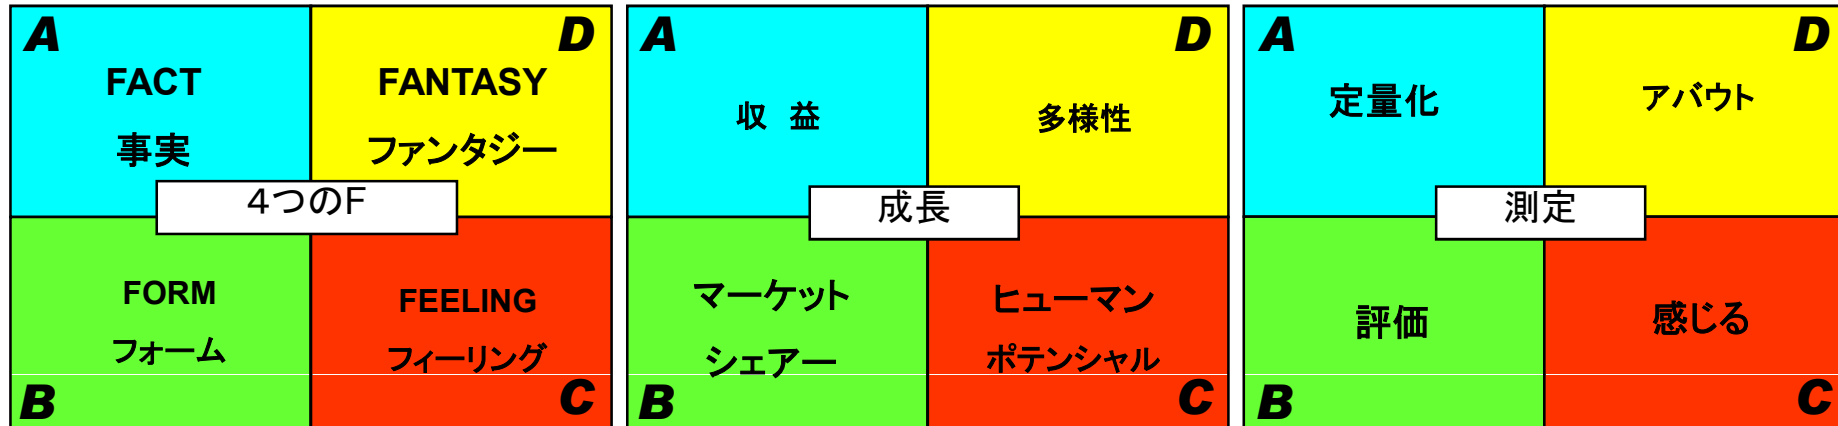 A
D
FACT
FANTASY
事実
ファンタジー
４つのF
FORM
FEELING
フォーム
フィーリング
B
C
A
D
収　益
多様性
成長
マーケット
ヒューマン
シェアー
ポテンシャル
B
C
A
D
定量化
アバウト
測定
評価
感じる
B
C